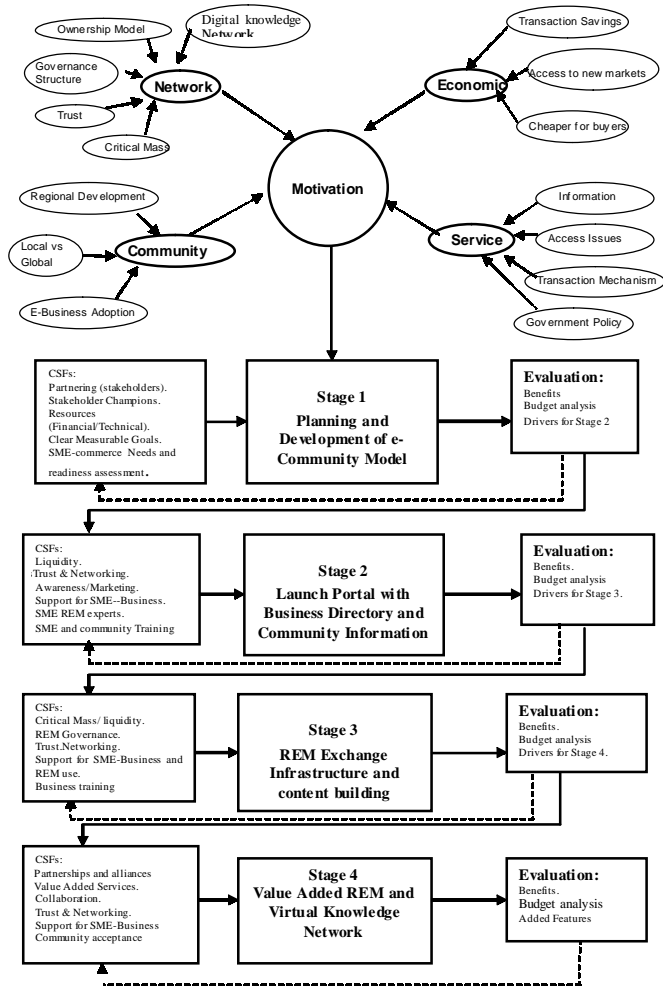 Ownership Model
Digital knowledge
Network
Governance
Structure
Network
Trust
Critical Mass
Transaction Savings
Economic
Access to new markets
Cheaper for buyers
Motivation
Regional Development
Local vs
Global
Community
E-Business Adoption
Information
Service
Access Issues
Transaction Mechanism
Government Policy
CSFs:
Partnering (stakeholders).
Stakeholder Champions.
Resources
(Financial/Technical).
Clear Measurable Goals.
SME-commerce Needs and
readiness assessment.
Stage 1
Planning and
Development of e-
Community Model
Evaluation:
Benefits
Budget analysis
Drivers for Stage 2
CSFs:
Liquidity.
Trust & Networking.
Awareness/Marketing.
Support for SME--Business.
SME REM experts.
SME and community Training
Stage 2
Launch Portal with
Business Directory and
Community Information
Evaluation:
Benefits.
Budget analysis
Drivers for Stage 3.
CSFs:
Critical Mass/ liquidity.
REM Governance.
Trust.Networking.
Support for SME-Business and
REM use.
Business training
Stage 3
REM Exchange
Infrastructure and
content building
Evaluation:
Benefits.
Budget analysis
Drivers for Stage 4.
CSFs:
Partnerships and alliances
Value Added Services.
Collaboration.
Trust & Networking.
Support for SME-Business
Community acceptance
Stage 4
Value Added REM and
Virtual Knowledge
Network
Evaluation:
Benefits.
Budget analysis
Added Features